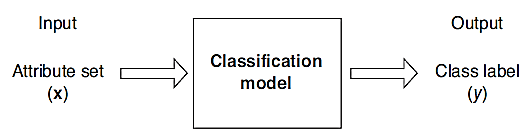 Input
Output
Attribute set
(x)
Classification
model
Class label
(y)